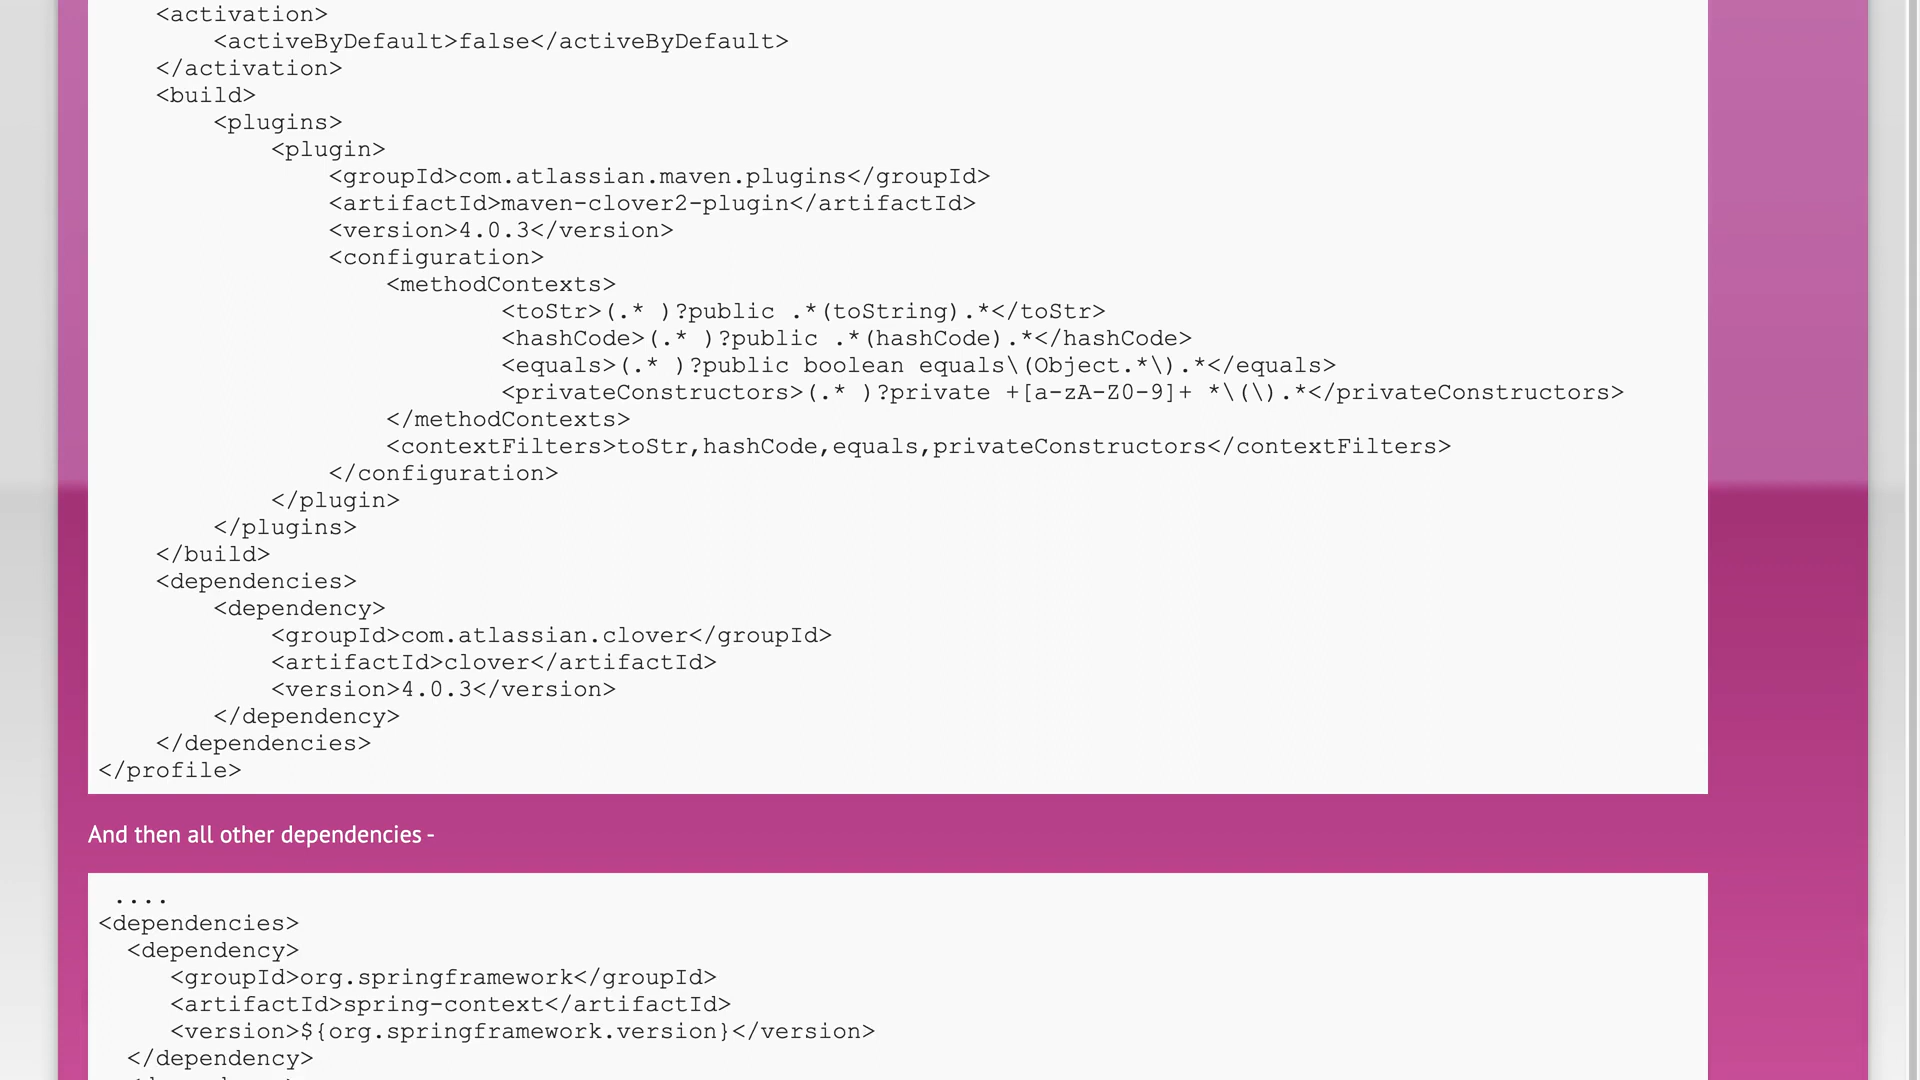 <activation>
<activeByDefault>false</activeByDefault>
</activation>
<build>
<plugins>
<plugin>
<groupId>com.atlassian.maven.plugins</groupId>
<artifactId>maven-clover2-plugin</artifactId>
<version>4.0.3</version>
<configuration>
<methodContexts>
<toStr>(.* )?public .*(toString).*</toStr>
<hashCode>(.* )?public .*(hashCode).*</hashCode>
<equals>(.* )?public boolean equals\(Object.*\).*</equals>
<privateConstructors>(.* )?private +[a-zA-Z0-9]+ *\(\).*</privateConstructors>
</methodContexts>
<contextFilters>toStr,hashCode,equals,privateConstructors</contextFilters>
</configuration>
</plugin>
</plugins>
</build>
<dependencies>
<dependency>
<groupId>com.atlassian.clover</groupId>
<artifactId>clover</artifactId>
<version>4.0.3</version>
</dependency>
</dependencies>
</profile>
And then all other dependencies -
....
<dependencies>
<dependency>
<groupId>org.springframework</groupId>
<artifactId>spring-context</artifactId>
<version>${org.springframework.version}</version>
</dependency>